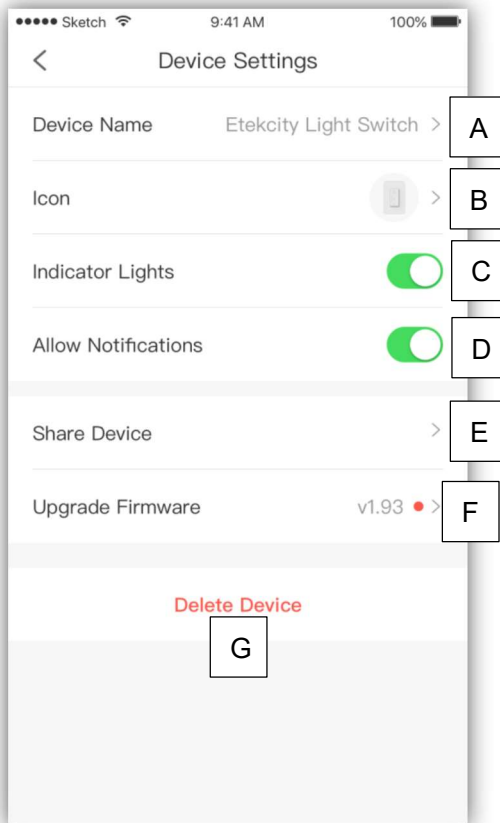 Sketch 9:41 AM 100%
Device Settings
Device Name Etekcity Light Switch A
Icon B
Indicator Lights C
Allow Notifications D
Share Device E
Upgrade Firmware v1.93 F
Delete Device
G